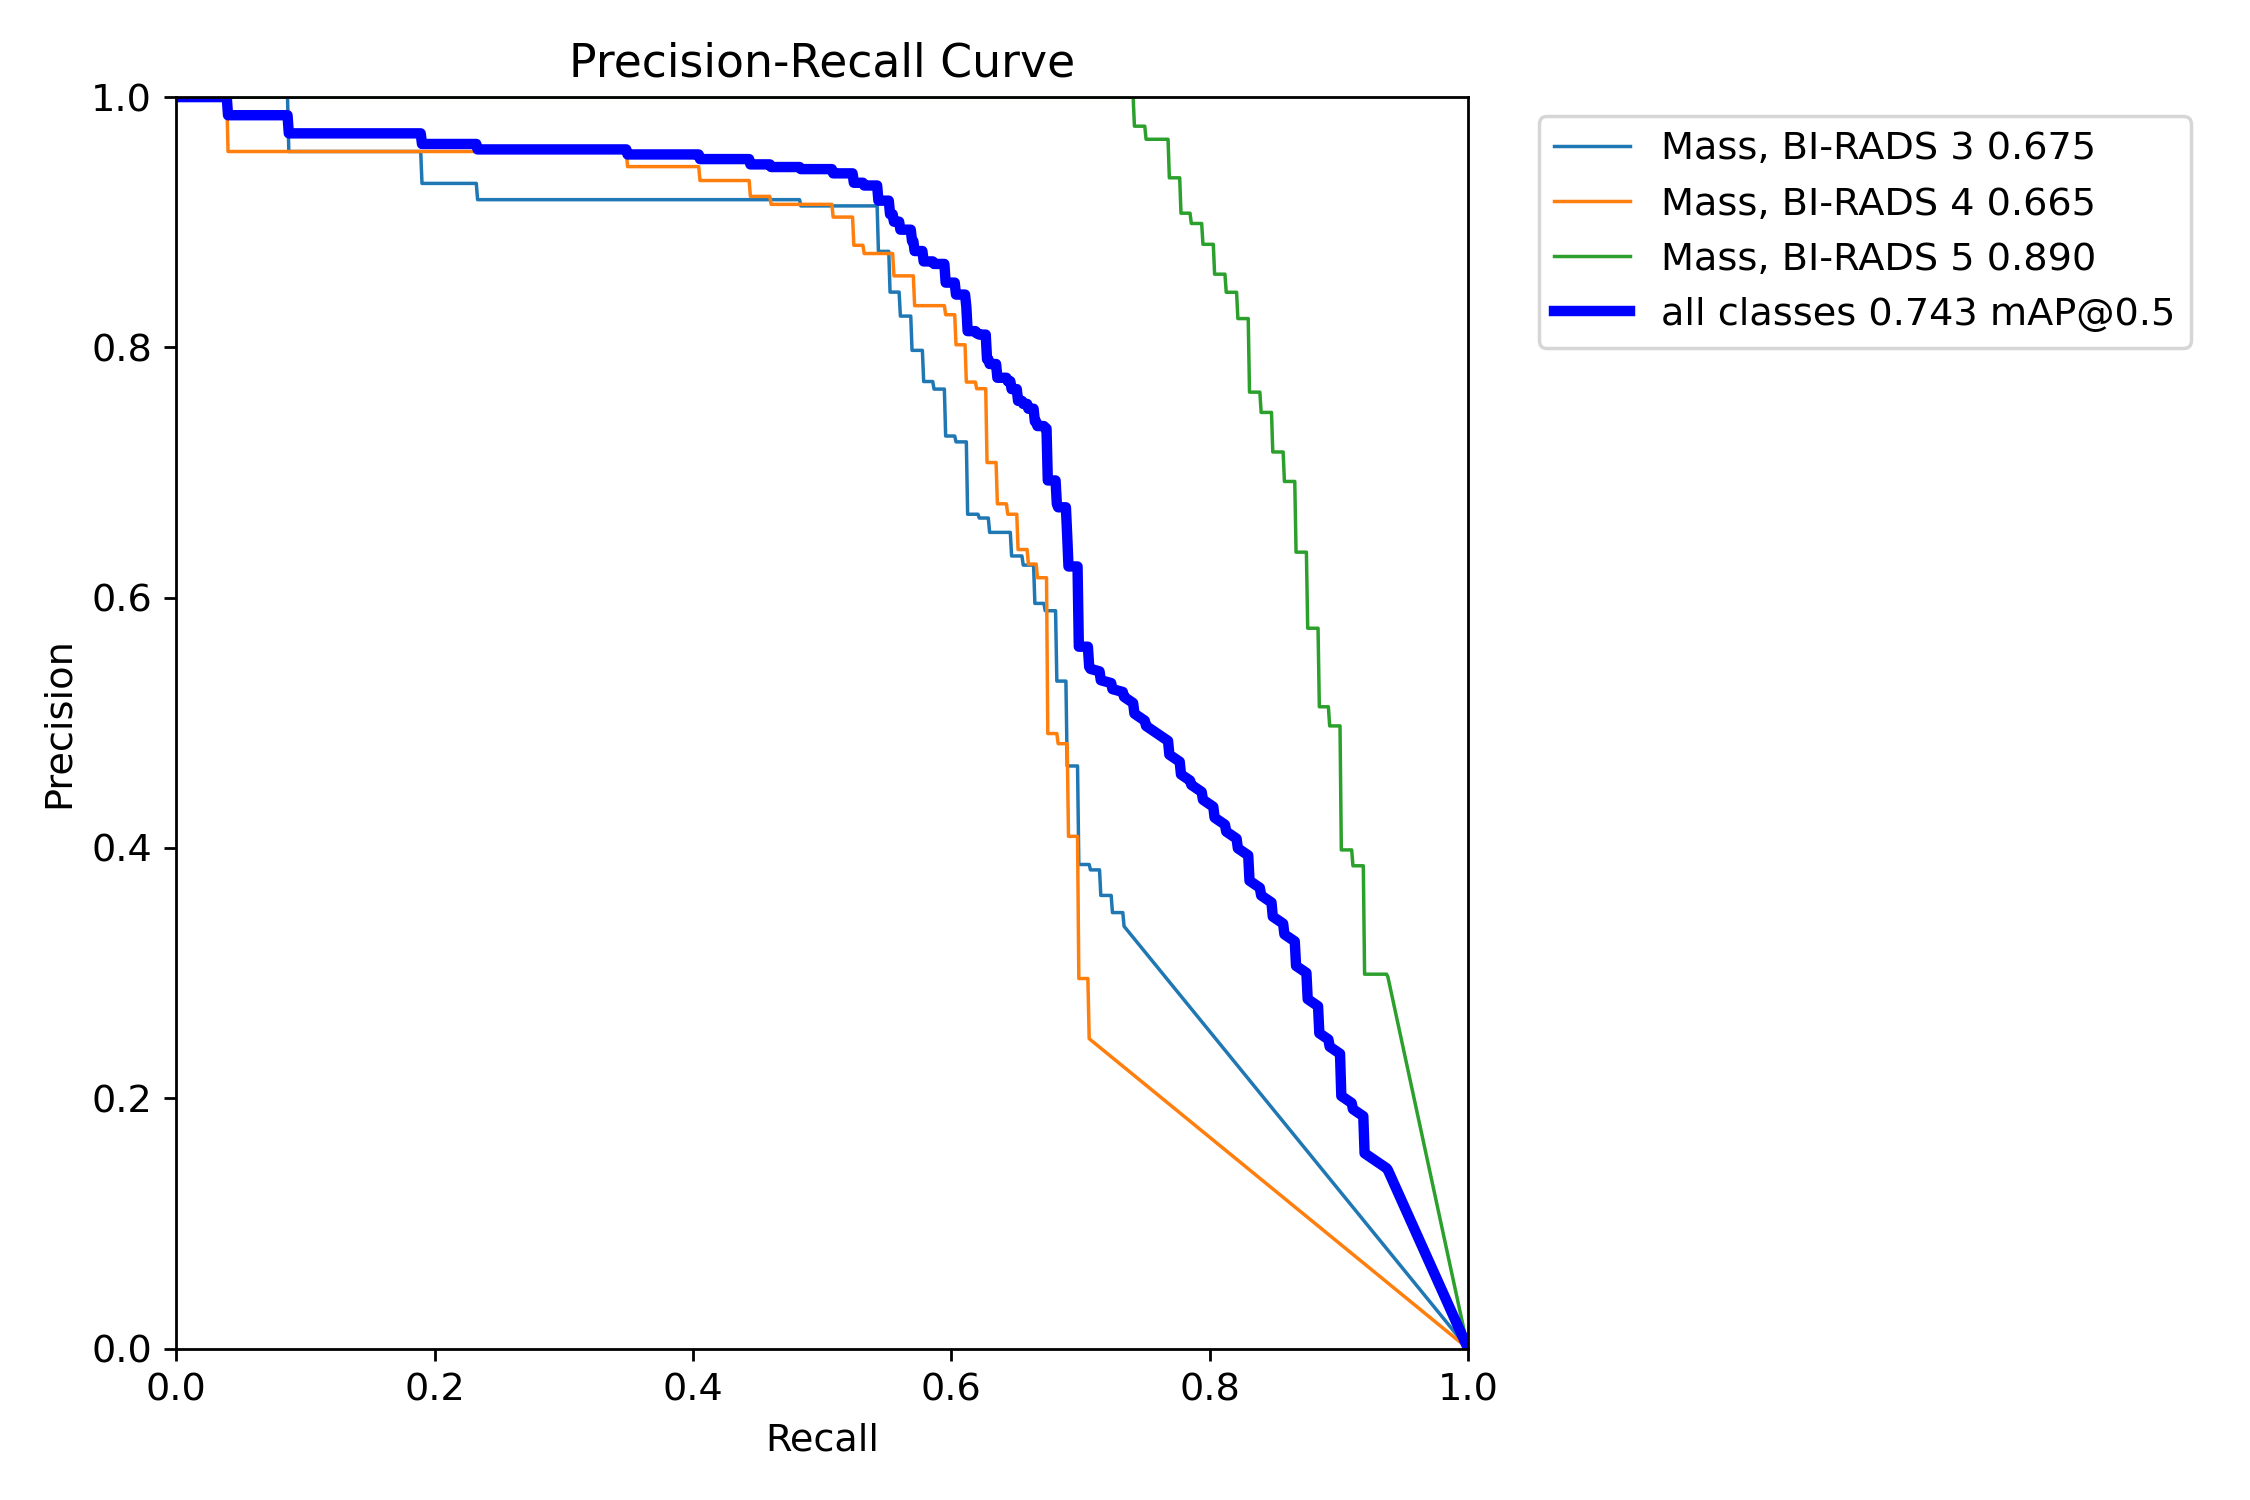 Precision-Recall Curve
Mass, BI-RADS 3 0.675
Mass, BI-RADS 4 0.665
Mass, BI-RADS 5 0.890
all classes 0.743 mAP@0.5
Precision
1.0
0.8
0.6
0.4
0.2
0.0
0.0 0.2 0.4 0.6 0.8 1.0
Recall